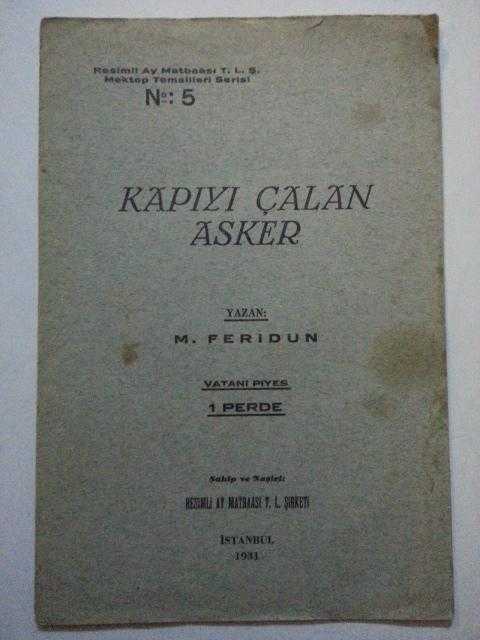 Resimli Ay Matbaası T. L. Ş.
Mektep Temsilleri Serisi
No: 5
KAPIYI ÇALAN
ASKER
YAZAN:
M. FERİDUN
VATANİ PİYES
1 PERDE
Sahip ve Naşiri:
RESİMLİ AY MATBAASI T. L. ŞİRKETİ
İSTANBUL
1931